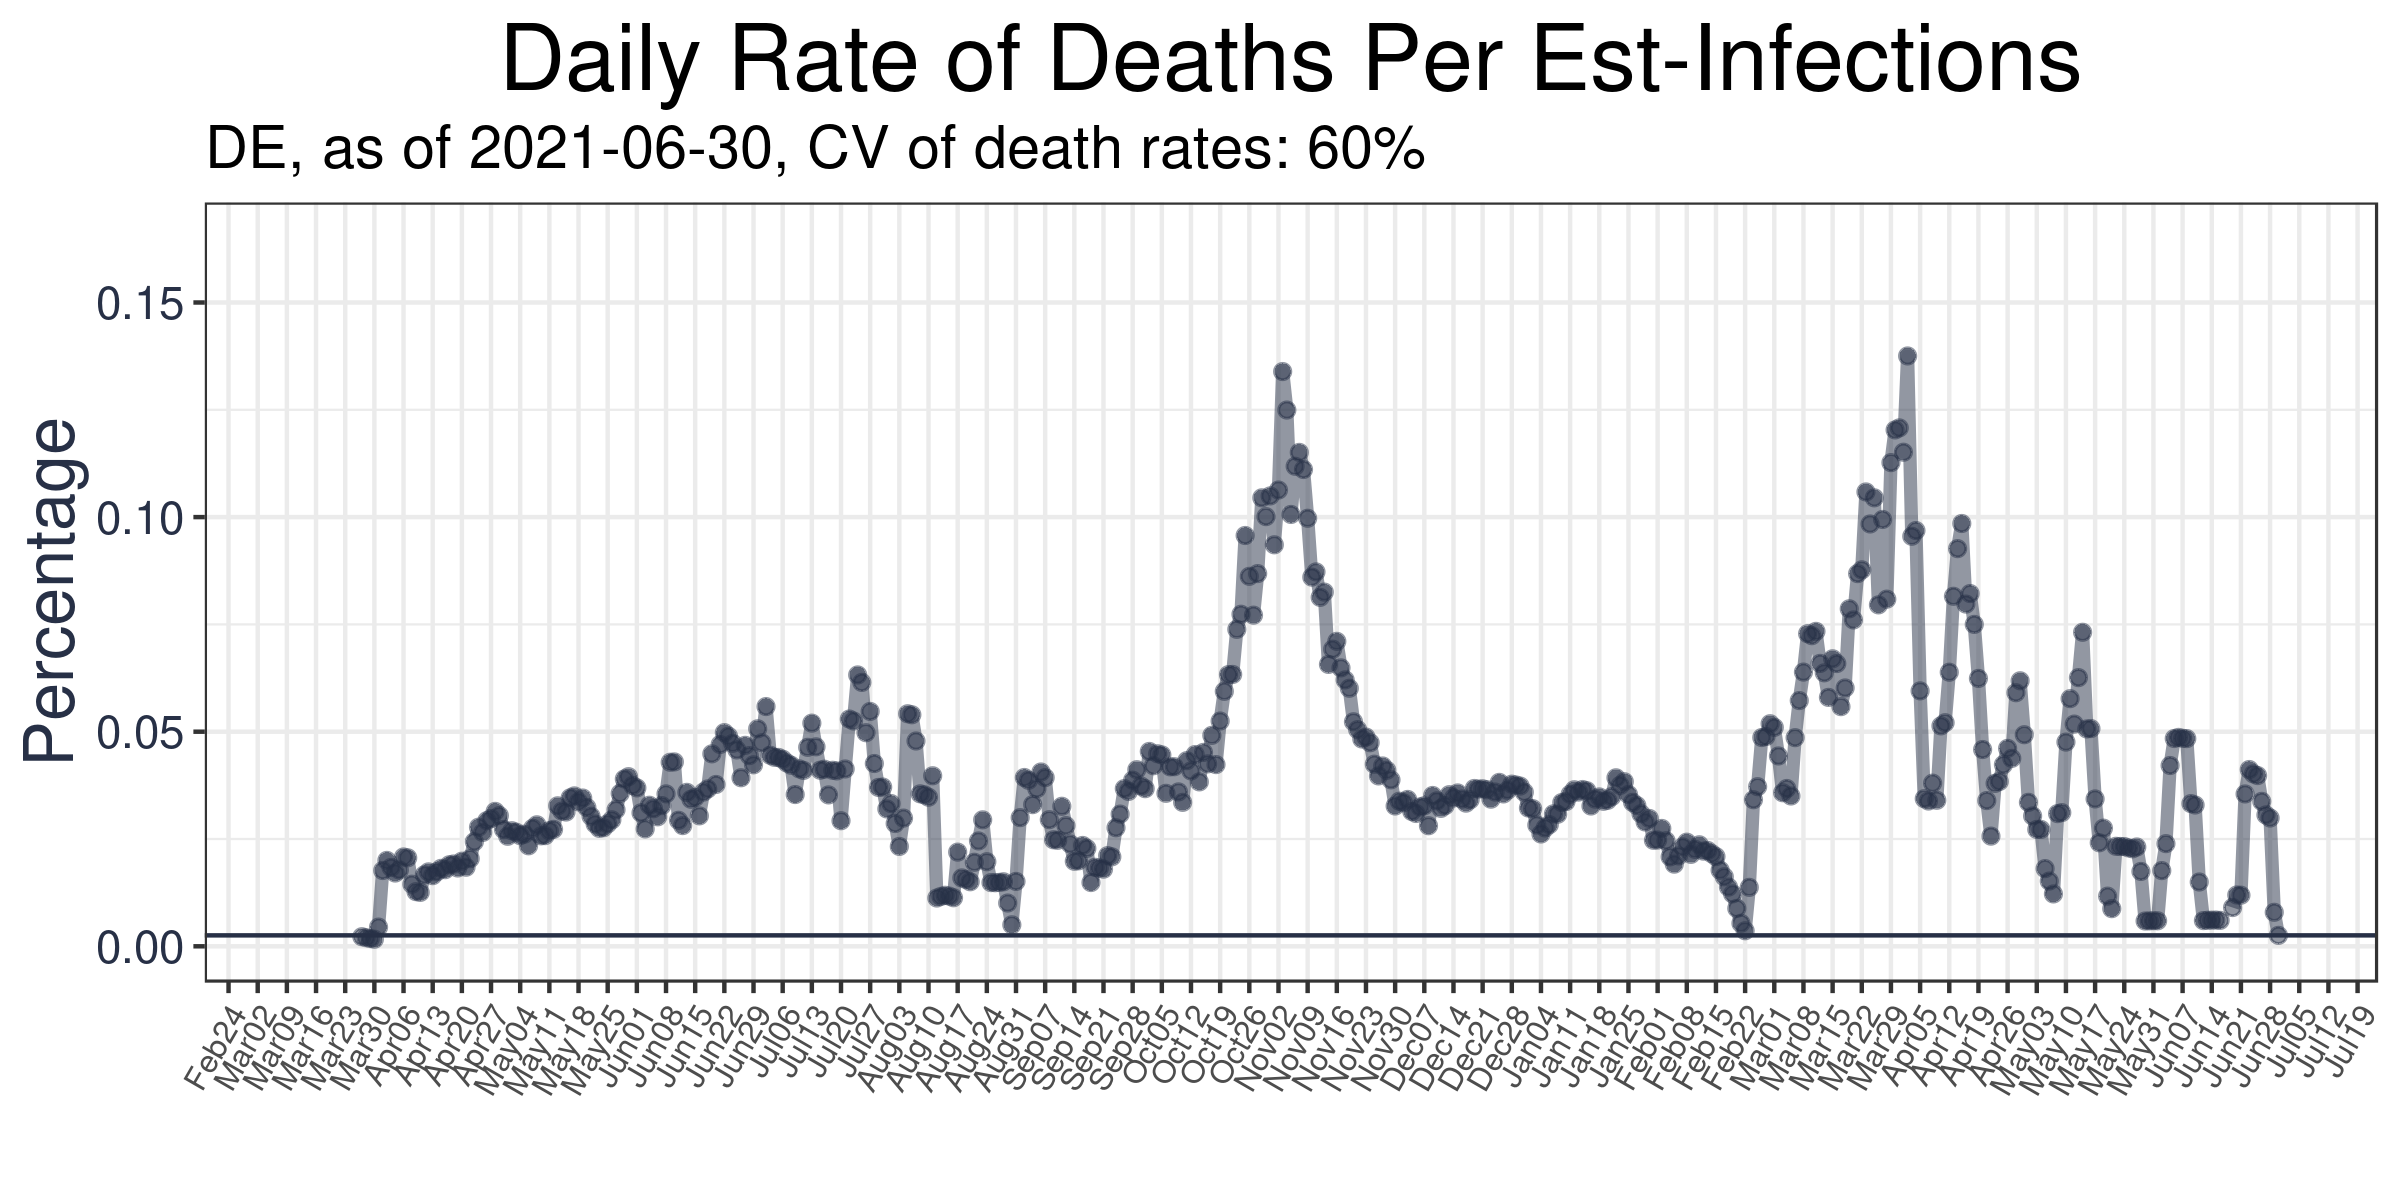 Daily Rate of Deaths Per Est-Infections
DE, as of 2021-06-30, CV of death rates: 60%
Percentage
0.15
0.10
0.05
0.00
Feb24
Mar02
Mar09
Mar16
Mar23
Mar30
Apr06
Apr13
Apr20
Apr27
May04
May11
May18
May25
Jun01
Jun08
Jun15
Jun22
Jun29
Jul06
Jul13
Jul20
Jul27
Aug03
Aug10
Aug17
Aug24
Aug31
Sep07
Sep14
Sep21
Sep28
Oct05
Oct12
Oct19
Oct26
Nov02
Nov09
Nov16
Nov23
Nov30
Dec07
Dec14
Dec21
Dec28
Jan04
Jan11
Jan18
Jan25
Feb01
Feb08
Feb15
Feb22
Mar01
Mar08
Mar15
Mar22
Mar29
Apr05
Apr12
Apr19
Apr26
May03
May10
May17
May24
May31
Jun07
Jun14
Jun21
Jun28
Jul05
Jul12
Jul19